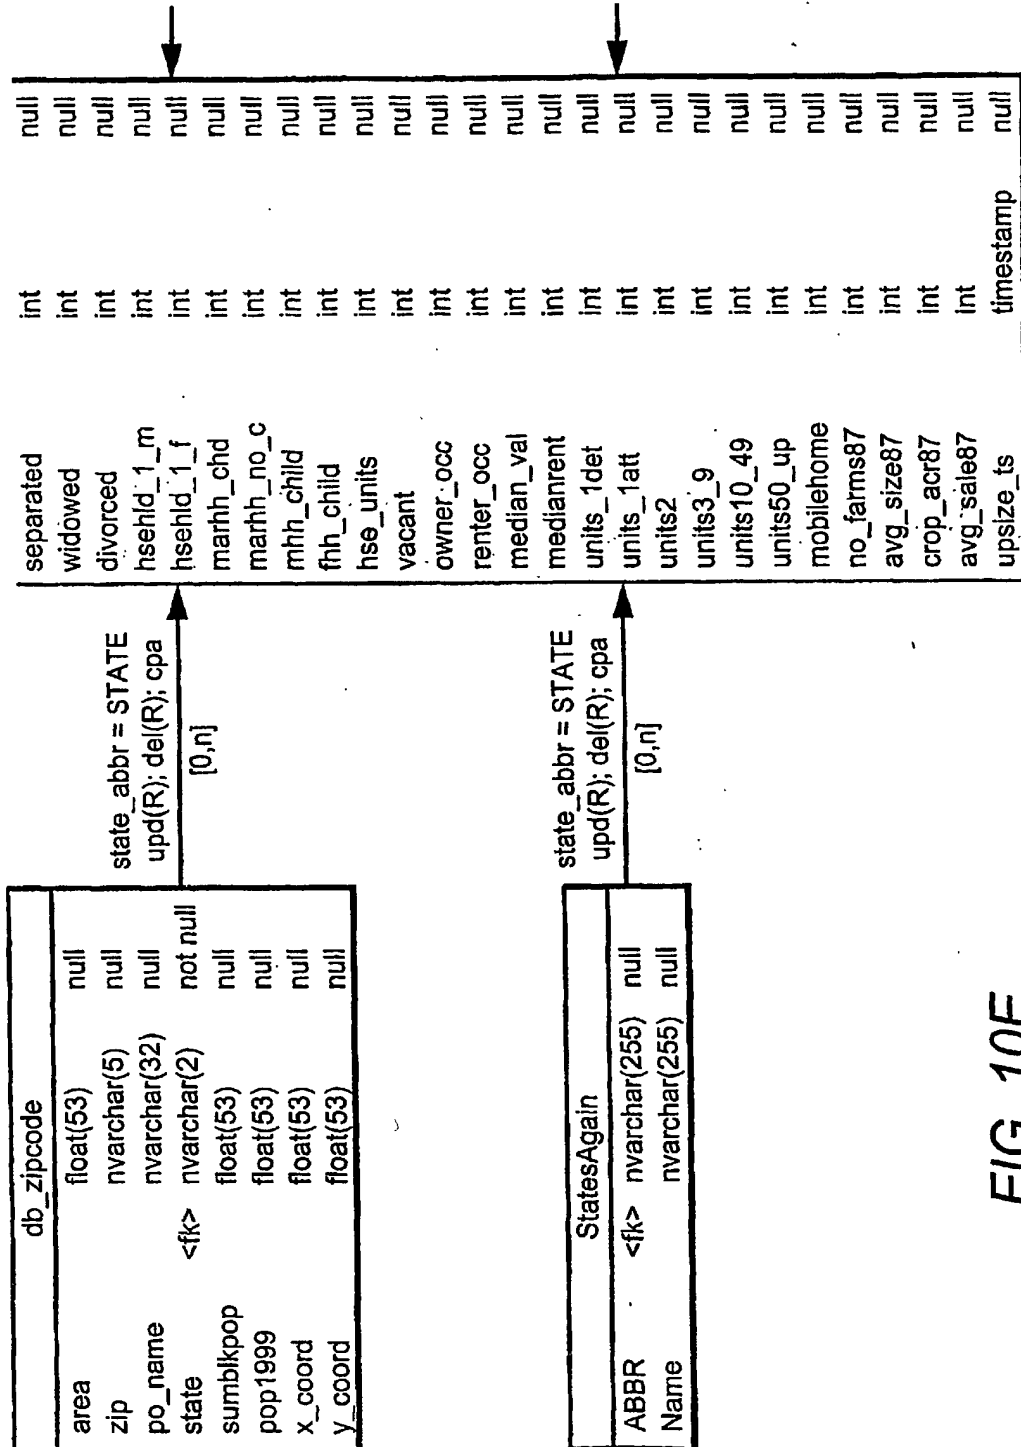 db_zipcode
area float(53) null
zip nvarchar(5) null
po_name nvarchar(32) null
state <fk> nvarchar(2) not null
sumblkpop float(53) null
pop1999 float(53) null
x_coord float(53) null
y_coord float(53) null
state_abbr = STATE
upd(R); del(R); cpa
[0,n]
StatesAgain
ABBR <fk> nvarchar(255) null
Name nvarchar(255) null
state_abbr = STATE
upd(R); del(R); cpa
[0,n]
separated int null
widowed int null
divorced int null
hsehld_1_m int null
hsehld_1_f int null
marhh_chd int null
marhh_no_c int null
mhh_child int null
fhh_child int null
hse_units int null
vacant int null
owner_occ int null
renter_occ int null
median_val int null
medianrent int null
units_1det int null
units_1att int null
units2 int null
units3_9 int null
units10_49 int null
units50_up int null
mobilehome int null
no_farms87 int null
avg_size87 int null
crop_acr87 int null
avg_sale87 int null
upsize_ts timestamp null